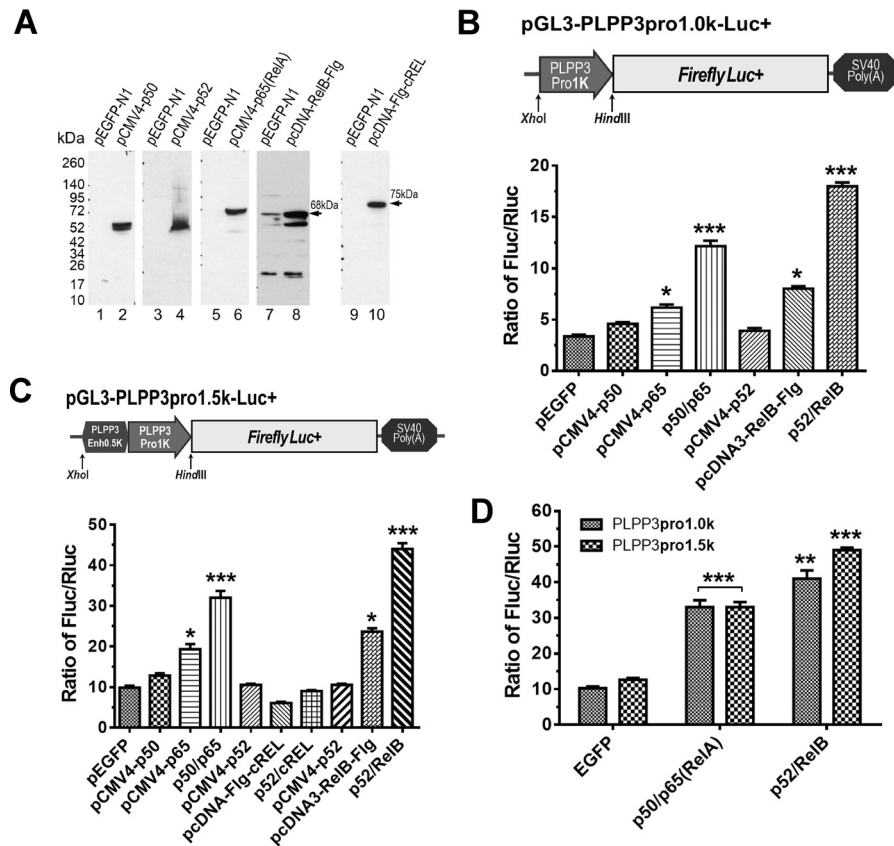 A
kDa
pEGFP-N1
pCMV4-p50
pEGFP-N1
pCMV4-p52
pEGFP-N1
pCMV4-p65(RelA)
pEGFP-N1
pcDNA-RelB-Flg
pEGFP-N1
pcDNA-Flg-cREL
260
140
95
72
52
42
34
26
17
10
68kDa
75kDa
1 2 3 4 5 6 7 8 9 10
B
pGL3-PLPP3pro1.0k-Luc+
PLPP3
Pro1K
Firefly Luc+
SV40
Poly(A)
XhoI
HindIII
Ratio of Fluc/Rluc
20
15
10
5
0
*
***
*
***
pEGFP
pCMV4-p50
pCMV4-p65
p50/p65
pCMV4-p52
pcDNA3-RelB-Flg
p52/RelB
C
pGL3-PLPP3pro1.5k-Luc+
PLPP3
Enh0.5K
PLPP3
Pro1K
Firefly Luc+
SV40
Poly(A)
XhoI
HindIII
Ratio of Fluc/Rluc
50
40
30
20
10
0
*
***
*
***
pEGFP
pCMV4-p50
pCMV4-p65
p50/p65
pCMV4-p52
pcDNA-Flg-cREL
p52/cREL
pCMV4-p52
pcDNA3-RelB-Flg
p52/RelB
D
PLPP3pro1.0k
PLPP3pro1.5k
Ratio of Fluc/Rluc
60
50
40
30
20
10
0
***
**
***
EGFP
p50/p65(RelA)
p52/RelB